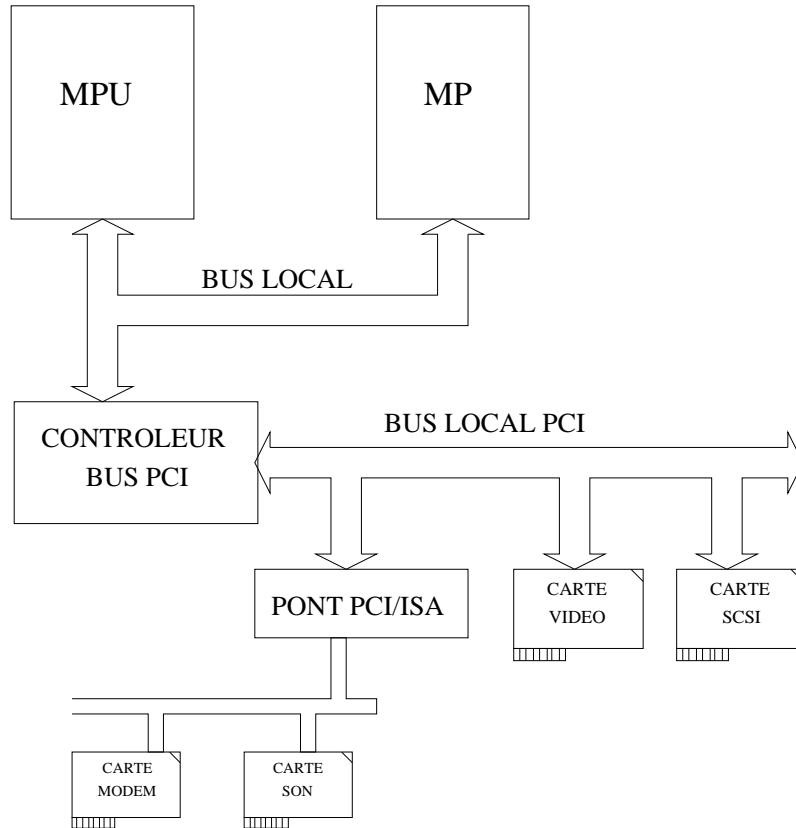 MPU
MP
BUS LOCAL
CONTROLEUR
BUS PCI
BUS LOCAL PCI
PONT PCI/ISA
CARTE
VIDEO
CARTE
SCSI
CARTE
MODEM
CARTE
SON